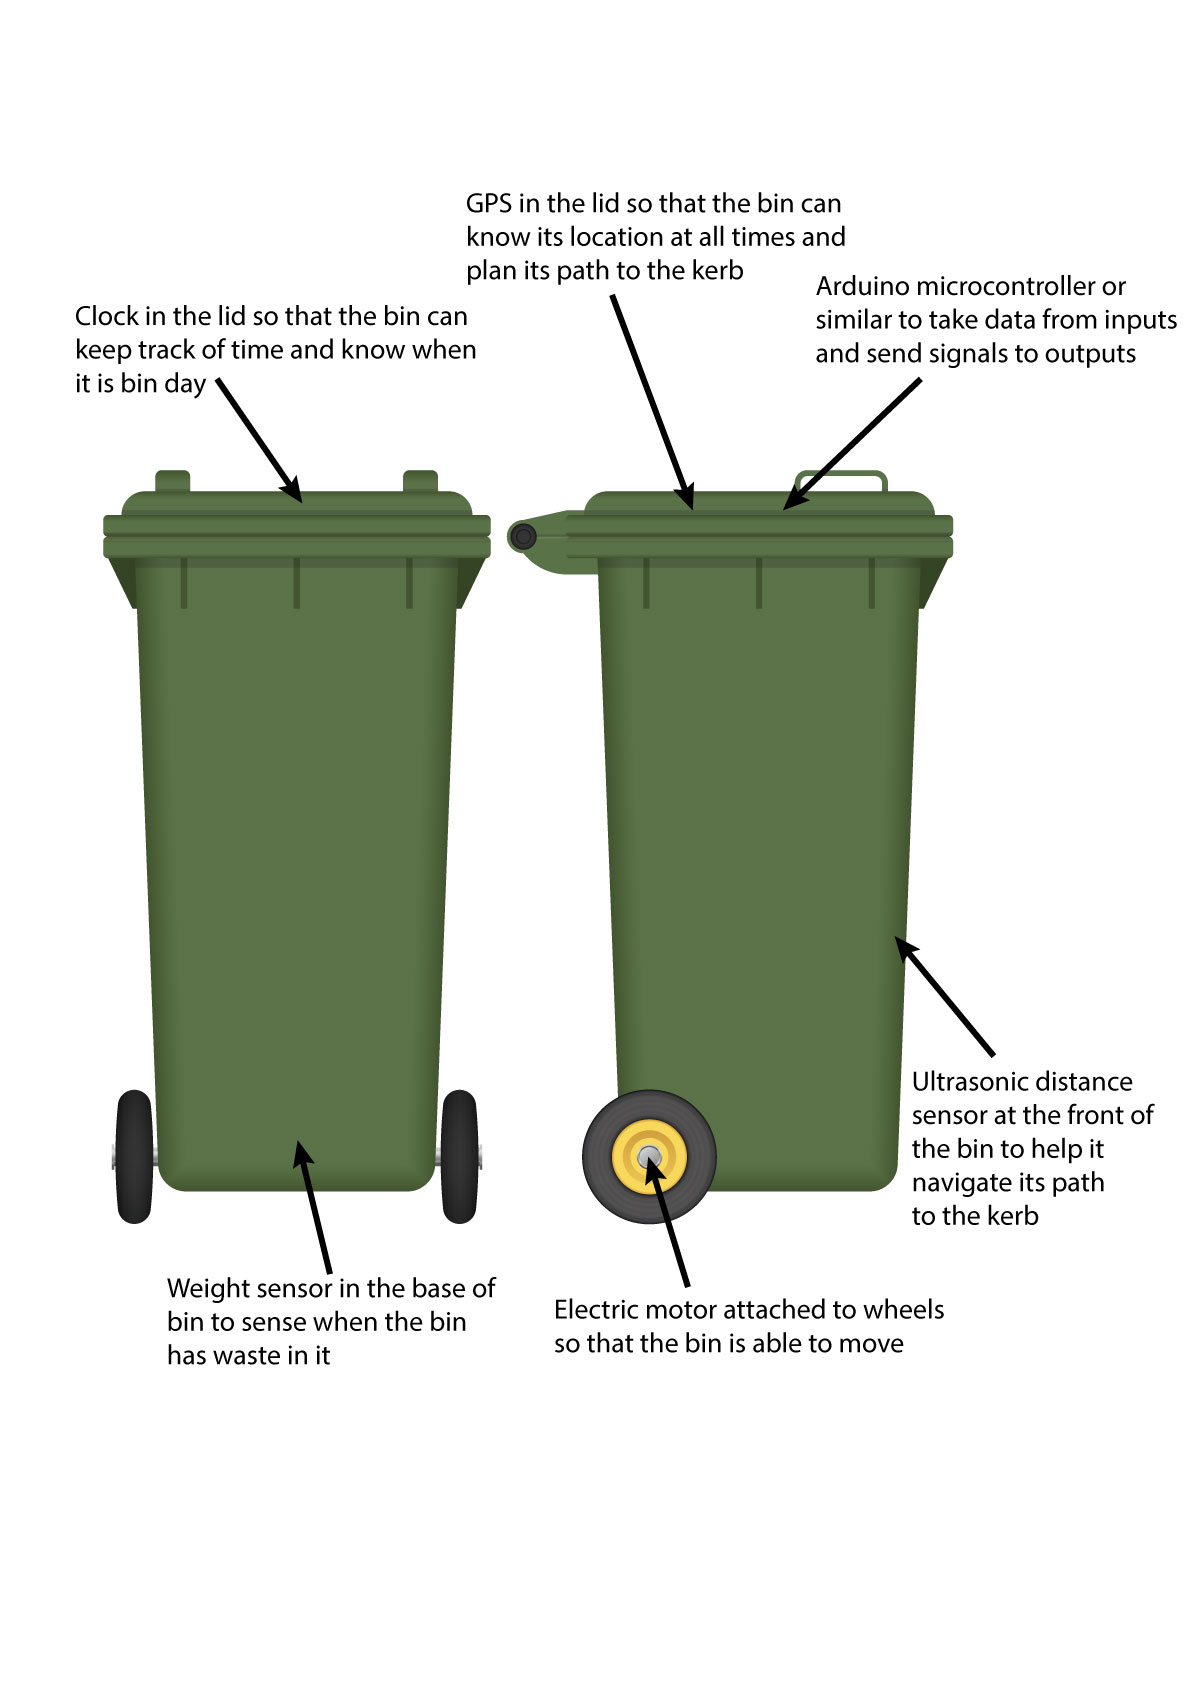 GPS in the lid so that the bin can
know its location at all times and
plan its path to the kerb
Arduino microcontroller or
similar to take data from inputs
and send signals to outputs
Clock in the lid so that the bin can
keep track of time and know when
it is bin day
Ultrasonic distance
sensor at the front of
the bin to help it
navigate its path
to the kerb
Weight sensor in the base of
bin to sense when the bin
has waste in it
Electric motor attached to wheels
so that the bin is able to move